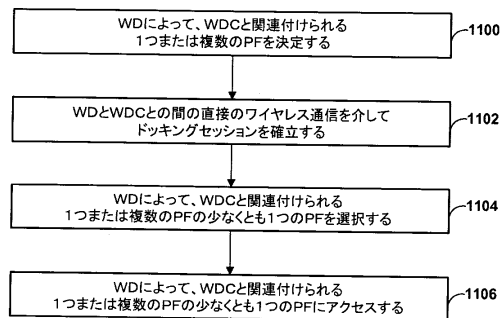 WDによって、WDCと関連付けられる
1つまたは複数のPFを決定する
1100
WDとWDCとの間の直接のワイヤレス通信を介して
ドッキングセッションを確立する
1102
WDによって、WDCと関連付けられる
1つまたは複数のPFの少なくとも1つのPFを選択する
1104
WDによって、WDCと関連付けられる
1つまたは複数のPFの少なくとも1つのPFにアクセスする
1106